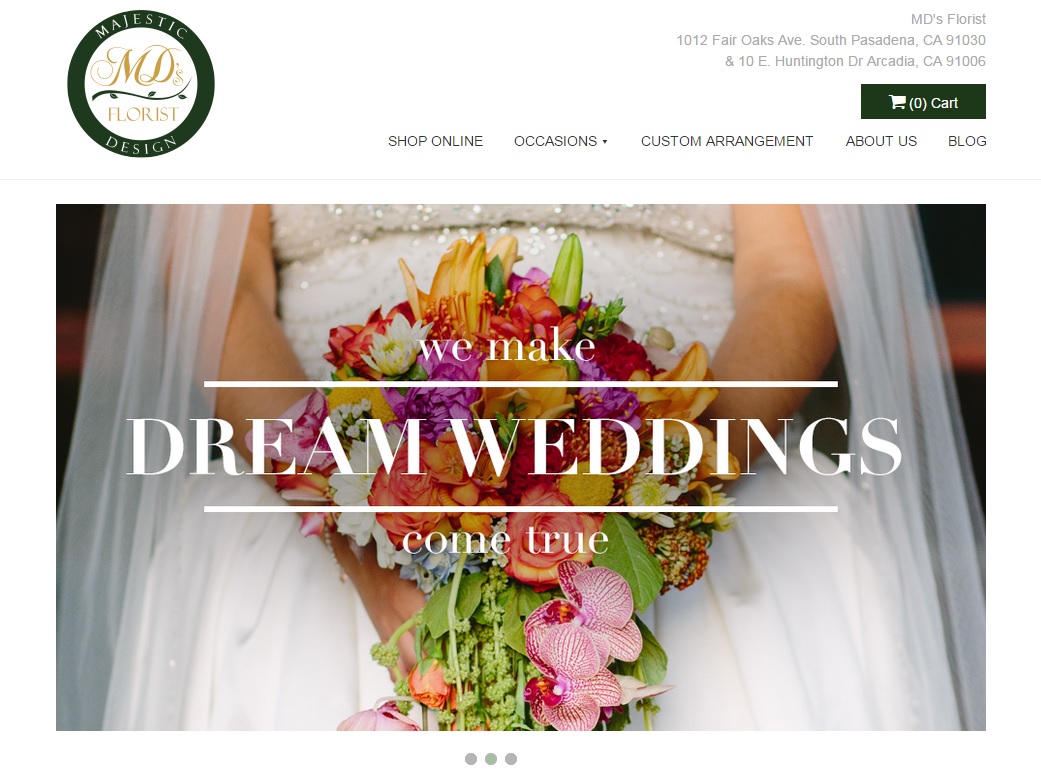 MAJESTIC
MD's
FLORIST
DESIGN
MD's Florist
1012 Fair Oaks Ave. South Pasadena, CA 91030
& 10 E. Huntington Dr Arcadia, CA 91006
(0) Cart
SHOP ONLINE OCCASIONS ▾ CUSTOM ARRANGEMENT ABOUT US BLOG
we make
DREAM WEDDINGS
come true